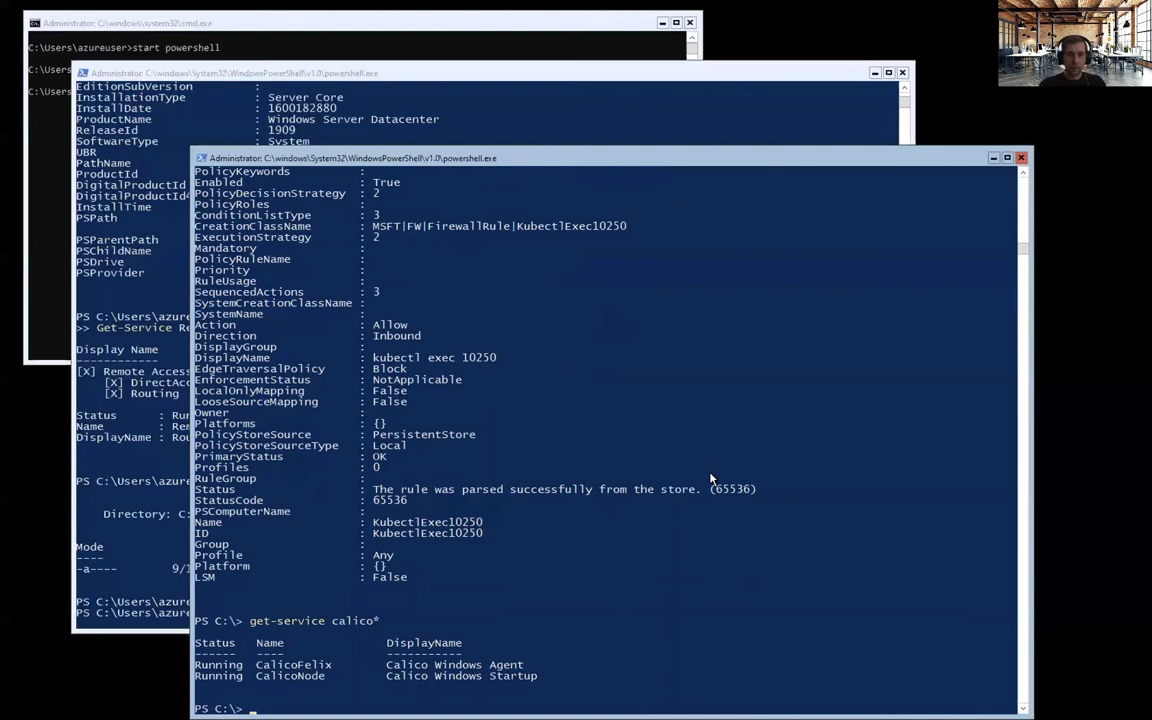 Administrator: C:\windows\system32\cmd.exe
C:\Users\azureuser>start powershell
C:\Users
C:\Users
Administrator: C:\windows\System32\WindowsPowerShell\v1.0\powershell.exe
EditionSubVersion :
InstallationType : Server Core
InstallDate : 1600182880
ProductName : Windows Server Datacenter
ReleaseId : 1909
SoftwareType : System
UBR
PathName
ProductId
DigitalProductId
DigitalProductId4
InstallTime
PSPath
PSParentPath
PSChildName
PSDrive
PSProvider
PS C:\Users\azure
>> Get-Service Re
Display Name
------------
[X] Remote Access
[X] DirectAcc
[X] Routing
Status : Run
Name : Rem
DisplayName : Rou
PS C:\Users\azure
Directory: C:
Mode
----
-a---- 9/1
PS C:\Users\azure
PS C:\Users\azure
Administrator: C:\windows\System32\WindowsPowerShell\v1.0\powershell.exe
PolicyKeywords :
Enabled : True
PolicyDecisionStrategy : 2
PolicyRoles :
ConditionListType : 3
CreationClassName : MSFT|FW|FirewallRule|KubectlExec10250
ExecutionStrategy : 2
Mandatory :
PolicyRuleName :
Priority :
RuleUsage :
SequencedActions : 3
SystemCreationClassName :
SystemName :
Action : Allow
Direction : Inbound
DisplayGroup :
DisplayName : kubectl exec 10250
EdgeTraversalPolicy : Block
EnforcementStatus : NotApplicable
LocalOnlyMapping : False
LooseSourceMapping : False
Owner :
Platforms : {}
PolicyStoreSource : PersistentStore
PolicyStoreSourceType : Local
PrimaryStatus : OK
Profiles : 0
RuleGroup :
Status : The rule was parsed successfully from the store. (65536)
StatusCode : 65536
PSComputerName :
Name : KubectlExec10250
ID : KubectlExec10250
Group :
Profile : Any
Platform : {}
LSM : False
PS C:\> get-service calico*
Status Name DisplayName
------ ---- -----------
Running CalicoFelix Calico Windows Agent
Running CalicoNode Calico Windows Startup
PS C:\>